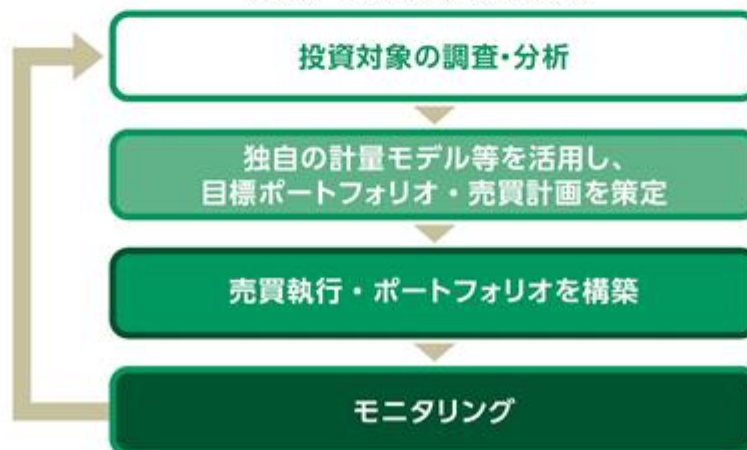 投資対象の調査・分析
独自の計量モデル等を活用し、
目標ポートフォリオ・売買計画を策定
売買執行・ポートフォリオを構築
モニタリング